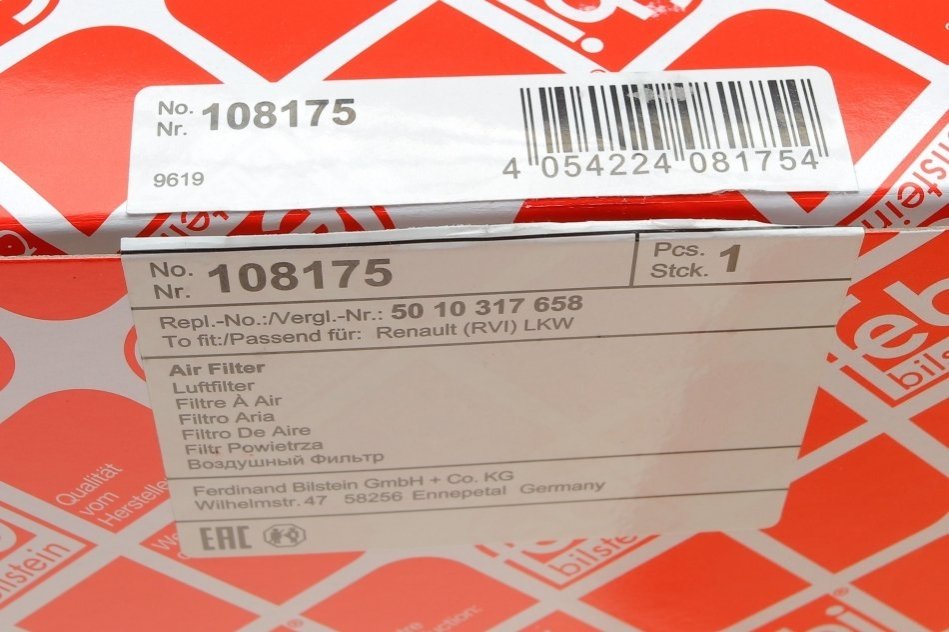 No.
Nr. 108175
9619
4 054224 081754
No.
Nr. 108175
Pcs.
Stck. 1
Repl.-No.:/Vergl.-Nr.: 50 10 317 658
To fit:/Passend für: Renault (RVI) LKW
Air Filter
Luftfilter
Filtre À Air
Filtro Aria
Filtro De Aire
Filtr Powietrza
Воздушный Фильтр
Ferdinand Bilstein GmbH + Co. KG
Wilhelmstr. 47 58256 Ennepetal Germany
EAC
bilstein
bilstein
Qualität
vom
Hersteller
bilstein
bilstein